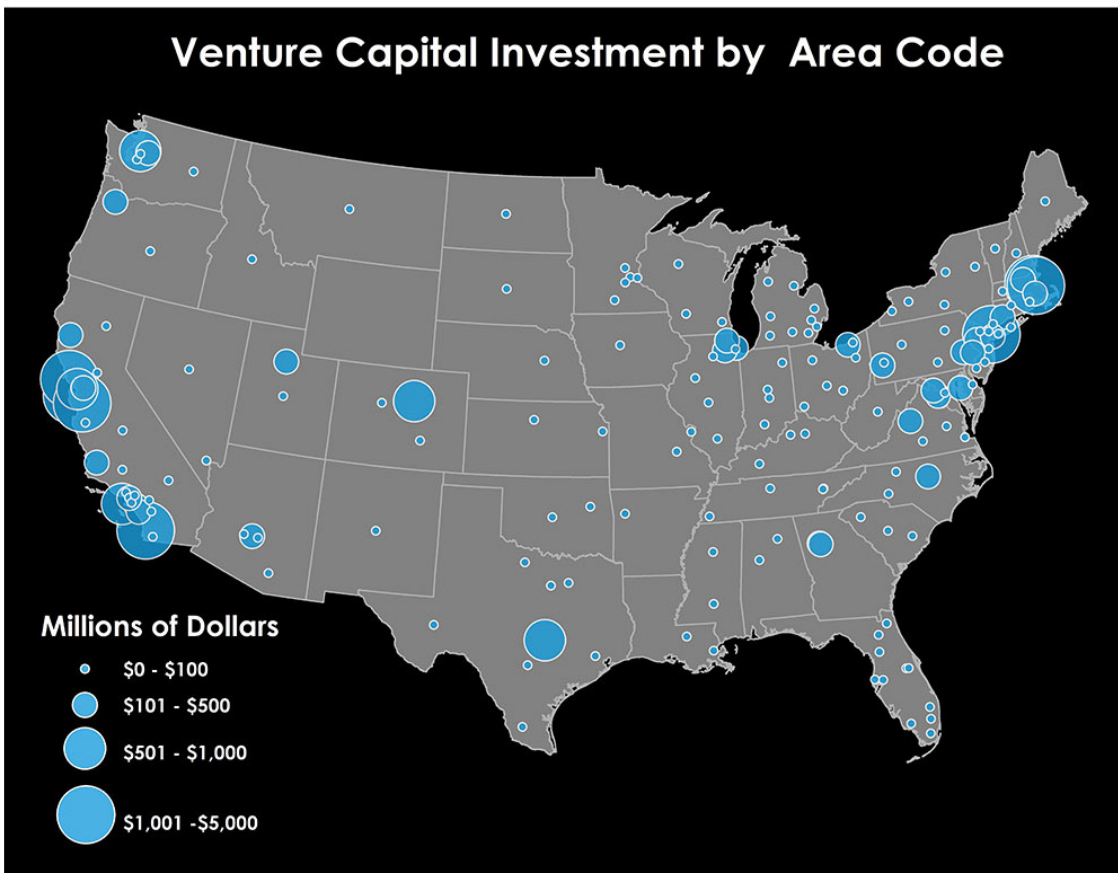 Venture Capital Investment by Area Code
Millions of Dollars
$0 - $100
$101 - $500
$501 - $1,000
$1,001 -$5,000